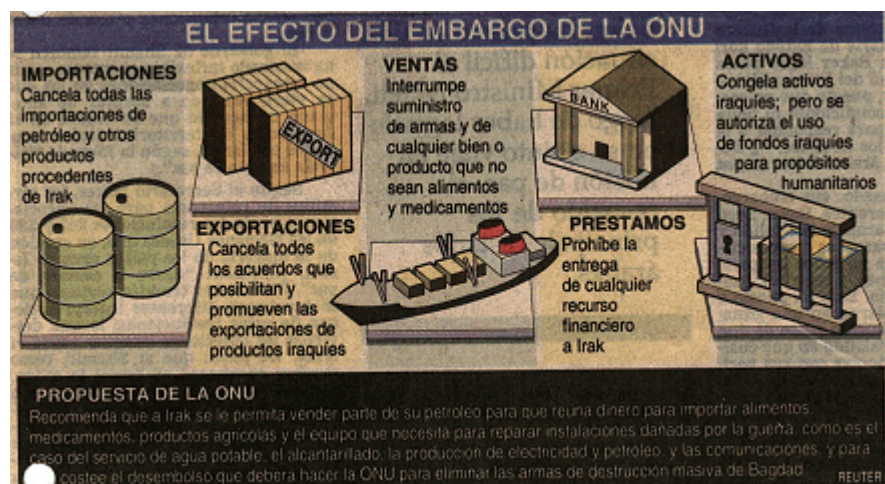 EL EFECTO DEL EMBARGO DE LA ONU
IMPORTACIONES
Cancela todas las
importaciones de
petróleo y otros
productos
procedentes
de Irak
EXPORT
EXPORTACIONES
Cancela todos
los acuerdos que
posibilitan y
promueven las
exportaciones de
productos iraquíes
VENTAS
Interrumpe
suministro
de armas y de
cualquier bien o
producto que no
sean alimentos
y medicamentos
BANK
PRESTAMOS
Prohíbe la
entrega
de cualquier
recurso
financiero
a Irak
ACTIVOS
Congela activos
iraquíes; pero se
autoriza el uso
de fondos iraquíes
para propósitos
humanitarios
PROPUESTA DE LA ONU
Recomienda que a Irak se le permita vender parte de su petróleo para que reúna dinero para importar alimentos,
medicamentos, productos agrícolas y el equipo que necesita para reparar instalaciones dañadas por la guerra, como es el
caso del servicio de agua potable, el alcantarillado, la producción de electricidad y petróleo, y las comunicaciones, y para
costee el desembolso que deberá hacer la ONU para eliminar las armas de destrucción masiva de Bagdad
REUTER